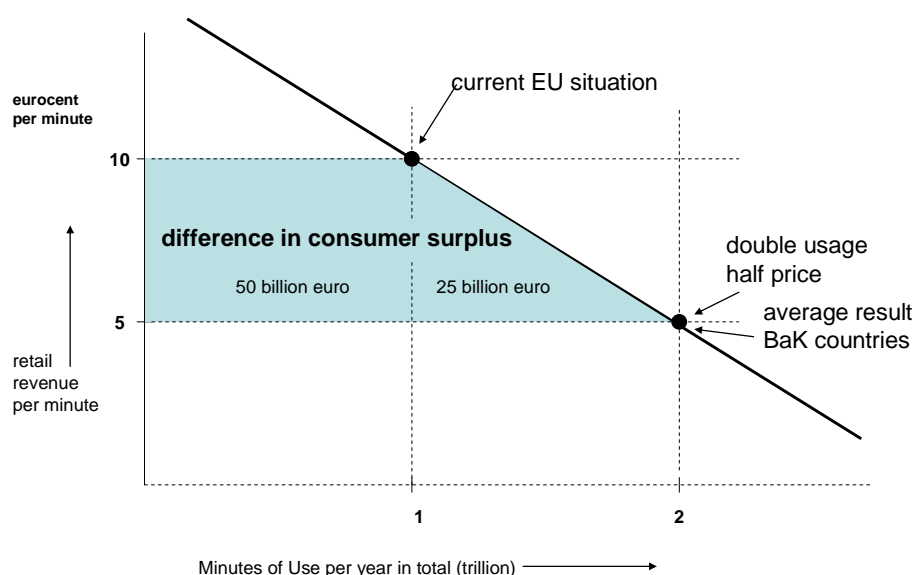 current EU situation
eurocent
per minute
10
difference in consumer surplus
50 billion euro
25 billion euro
double usage
half price
average result
BaK countries
5
retail
revenue
per minute
1
2
Minutes of Use per year in total (trillion)